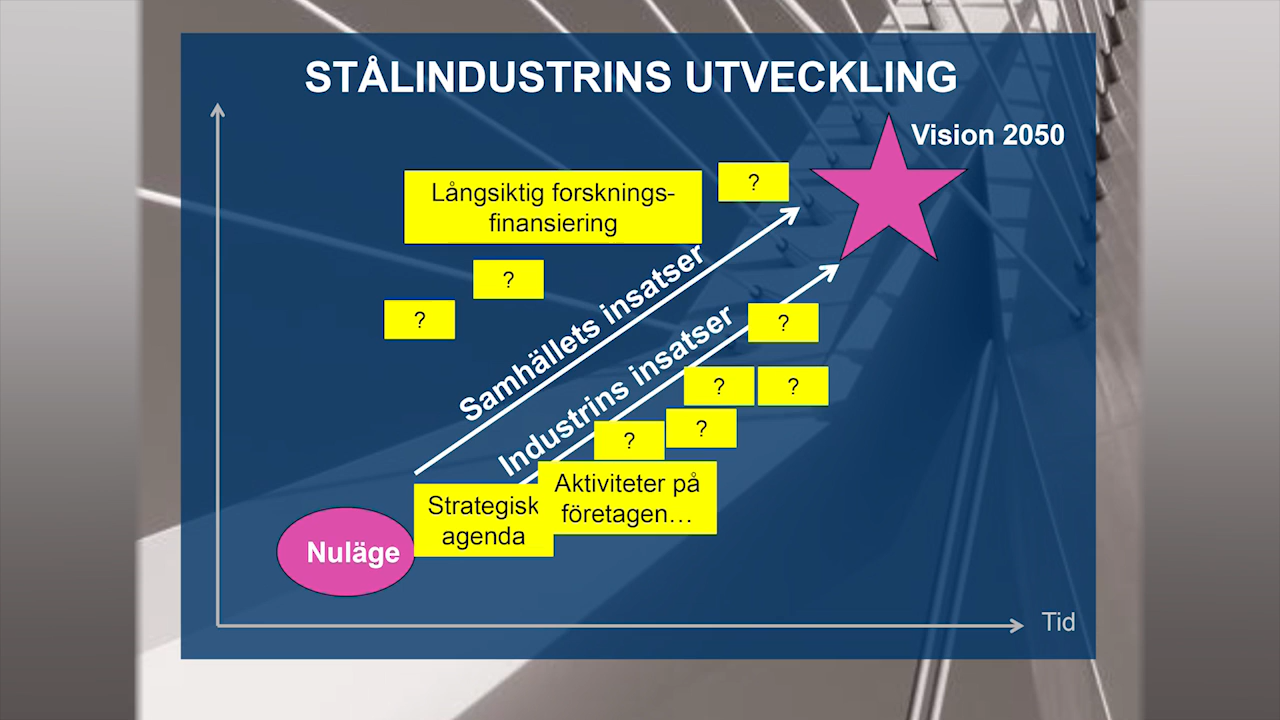 STÅLINDUSTRINS UTVECKLING
Vision 2050
?
Långsiktig forsknings-
finansiering
?
?
Samhällets insatser
Industrins insatser
?
?
?
?
?
Aktiviteter på
företagen…
Strategisk
agenda
Nuläge
Tid